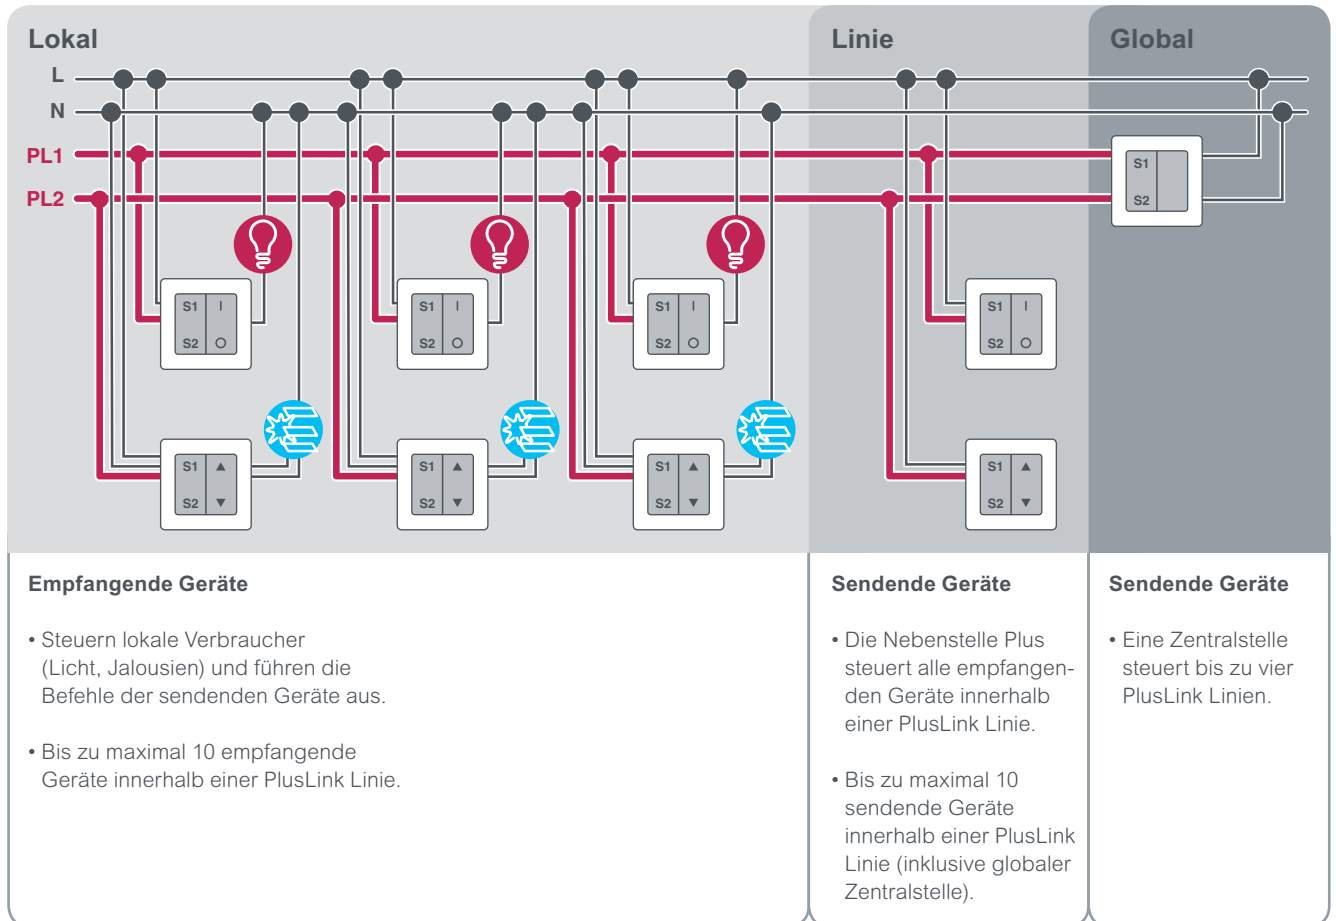 Lokal
Linie
Global
L
N
PL1
PL2
S1
S2
S1 I
S2 O
S1 I
S2 O
S1 I
S2 O
S1 I
S2 O
S1 ▲
S2 ▼
S1 ▲
S2 ▼
S1 ▲
S2 ▼
S1 ▲
S2 ▼
Empfangende Geräte
• Steuern lokale Verbraucher
(Licht, Jalousien) und führen die
Befehle der sendenden Geräte aus.
• Bis zu maximal 10 empfangende
Geräte innerhalb einer PlusLink Linie.
Sendende Geräte
• Die Nebenstelle Plus
steuert alle empfangen-
den Geräte innerhalb
einer PlusLink Linie.
• Bis zu maximal 10
sendende Geräte
innerhalb einer PlusLink
Linie (inklusive globaler
Zentralstelle).
Sendende Geräte
• Eine Zentralstelle
steuert bis zu vier
PlusLink Linien.